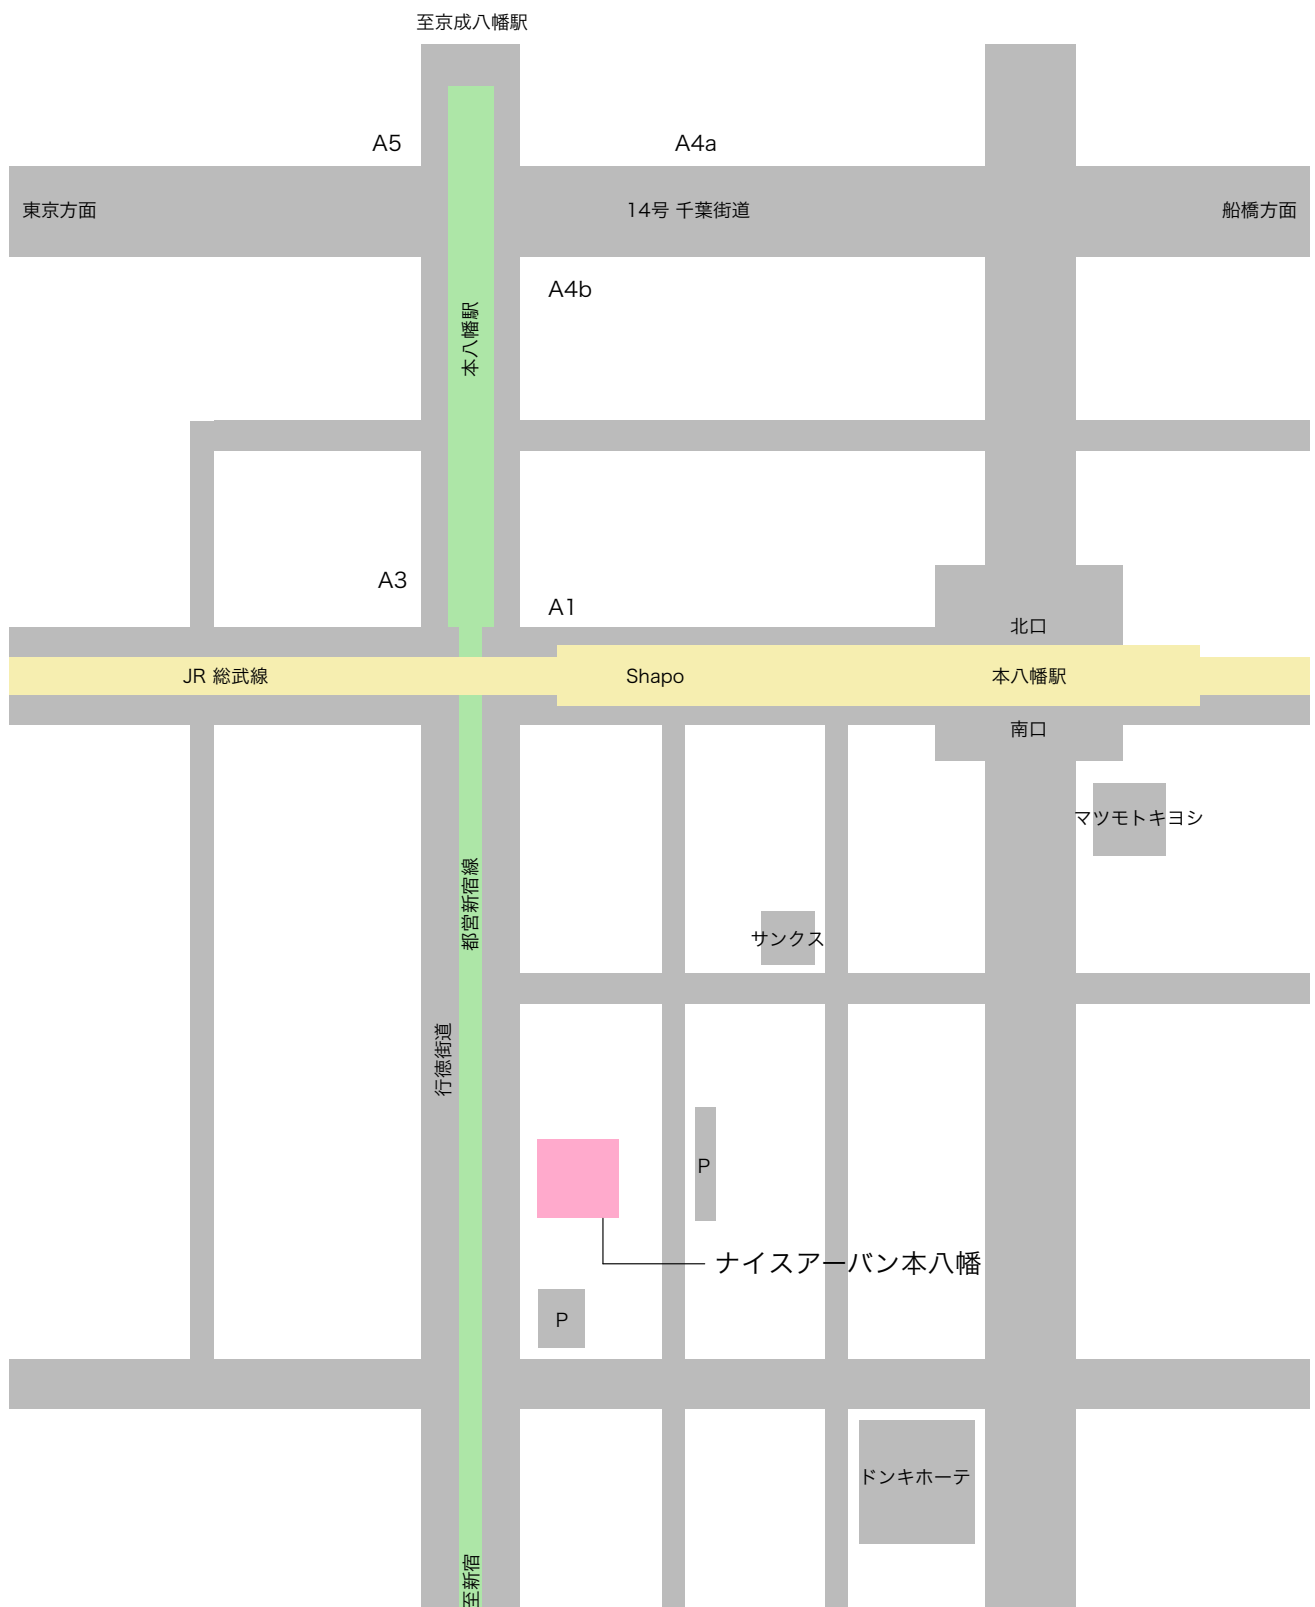 至京成八幡駅
A5
A4a
東京方面
14号 千葉街道
船橋方面
A4b
本八幡駅
A3
A1
北口
JR 総武線
Shapo
本八幡駅
南口
マツモトキヨシ
都営新宿線
サンクス
行徳街道
P
ナイスアーバン本八幡
P
ドンキホーテ
至新宿